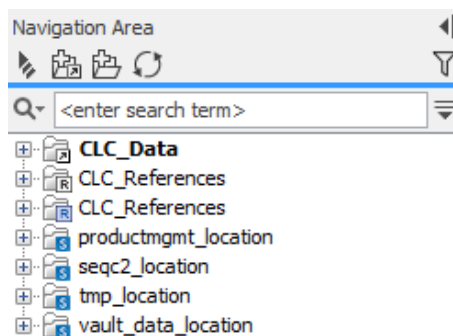 Navigation Area
<enter search term>
CLC_Data
CLC_References
CLC_References
productmgmt_location
seqc2_location
tmp_location
vault_data_location